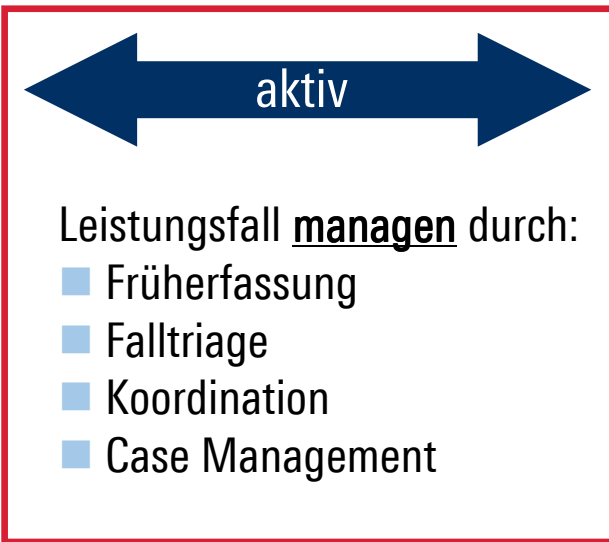 aktiv
Leistungsfall managen durch:
Früherfassung
Falltriage
Koordination
Case Management